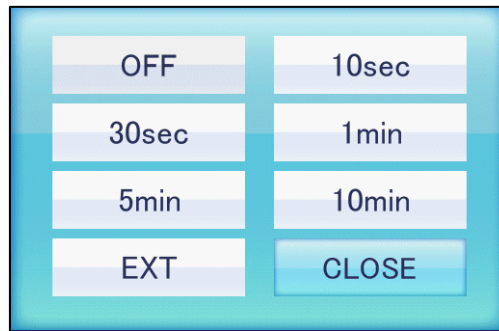 OFF
10sec
30sec
1min
5min
10min
EXT
CLOSE